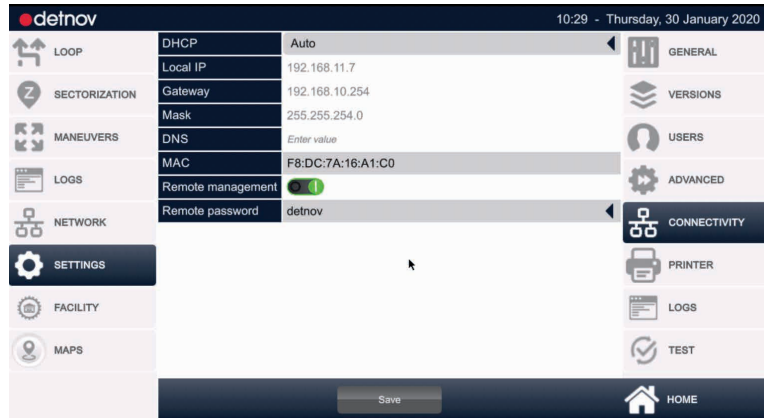 detnov
10:29 - Thursday, 30 January 2020
LOOP
SECTORIZATION
Z
MANEUVERS
LOGS
NETWORK
SETTINGS
FACILITY
MAPS
DHCP Auto
Local IP 192.168.11.7
Gateway 192.168.10.254
Mask 255.255.254.0
DNS Enter value
MAC F8:DC:7A:16:A1:C0
Remote management
Remote password detnov
Save
GENERAL
VERSIONS
USERS
ADVANCED
CONNECTIVITY
PRINTER
LOGS
TEST
HOME